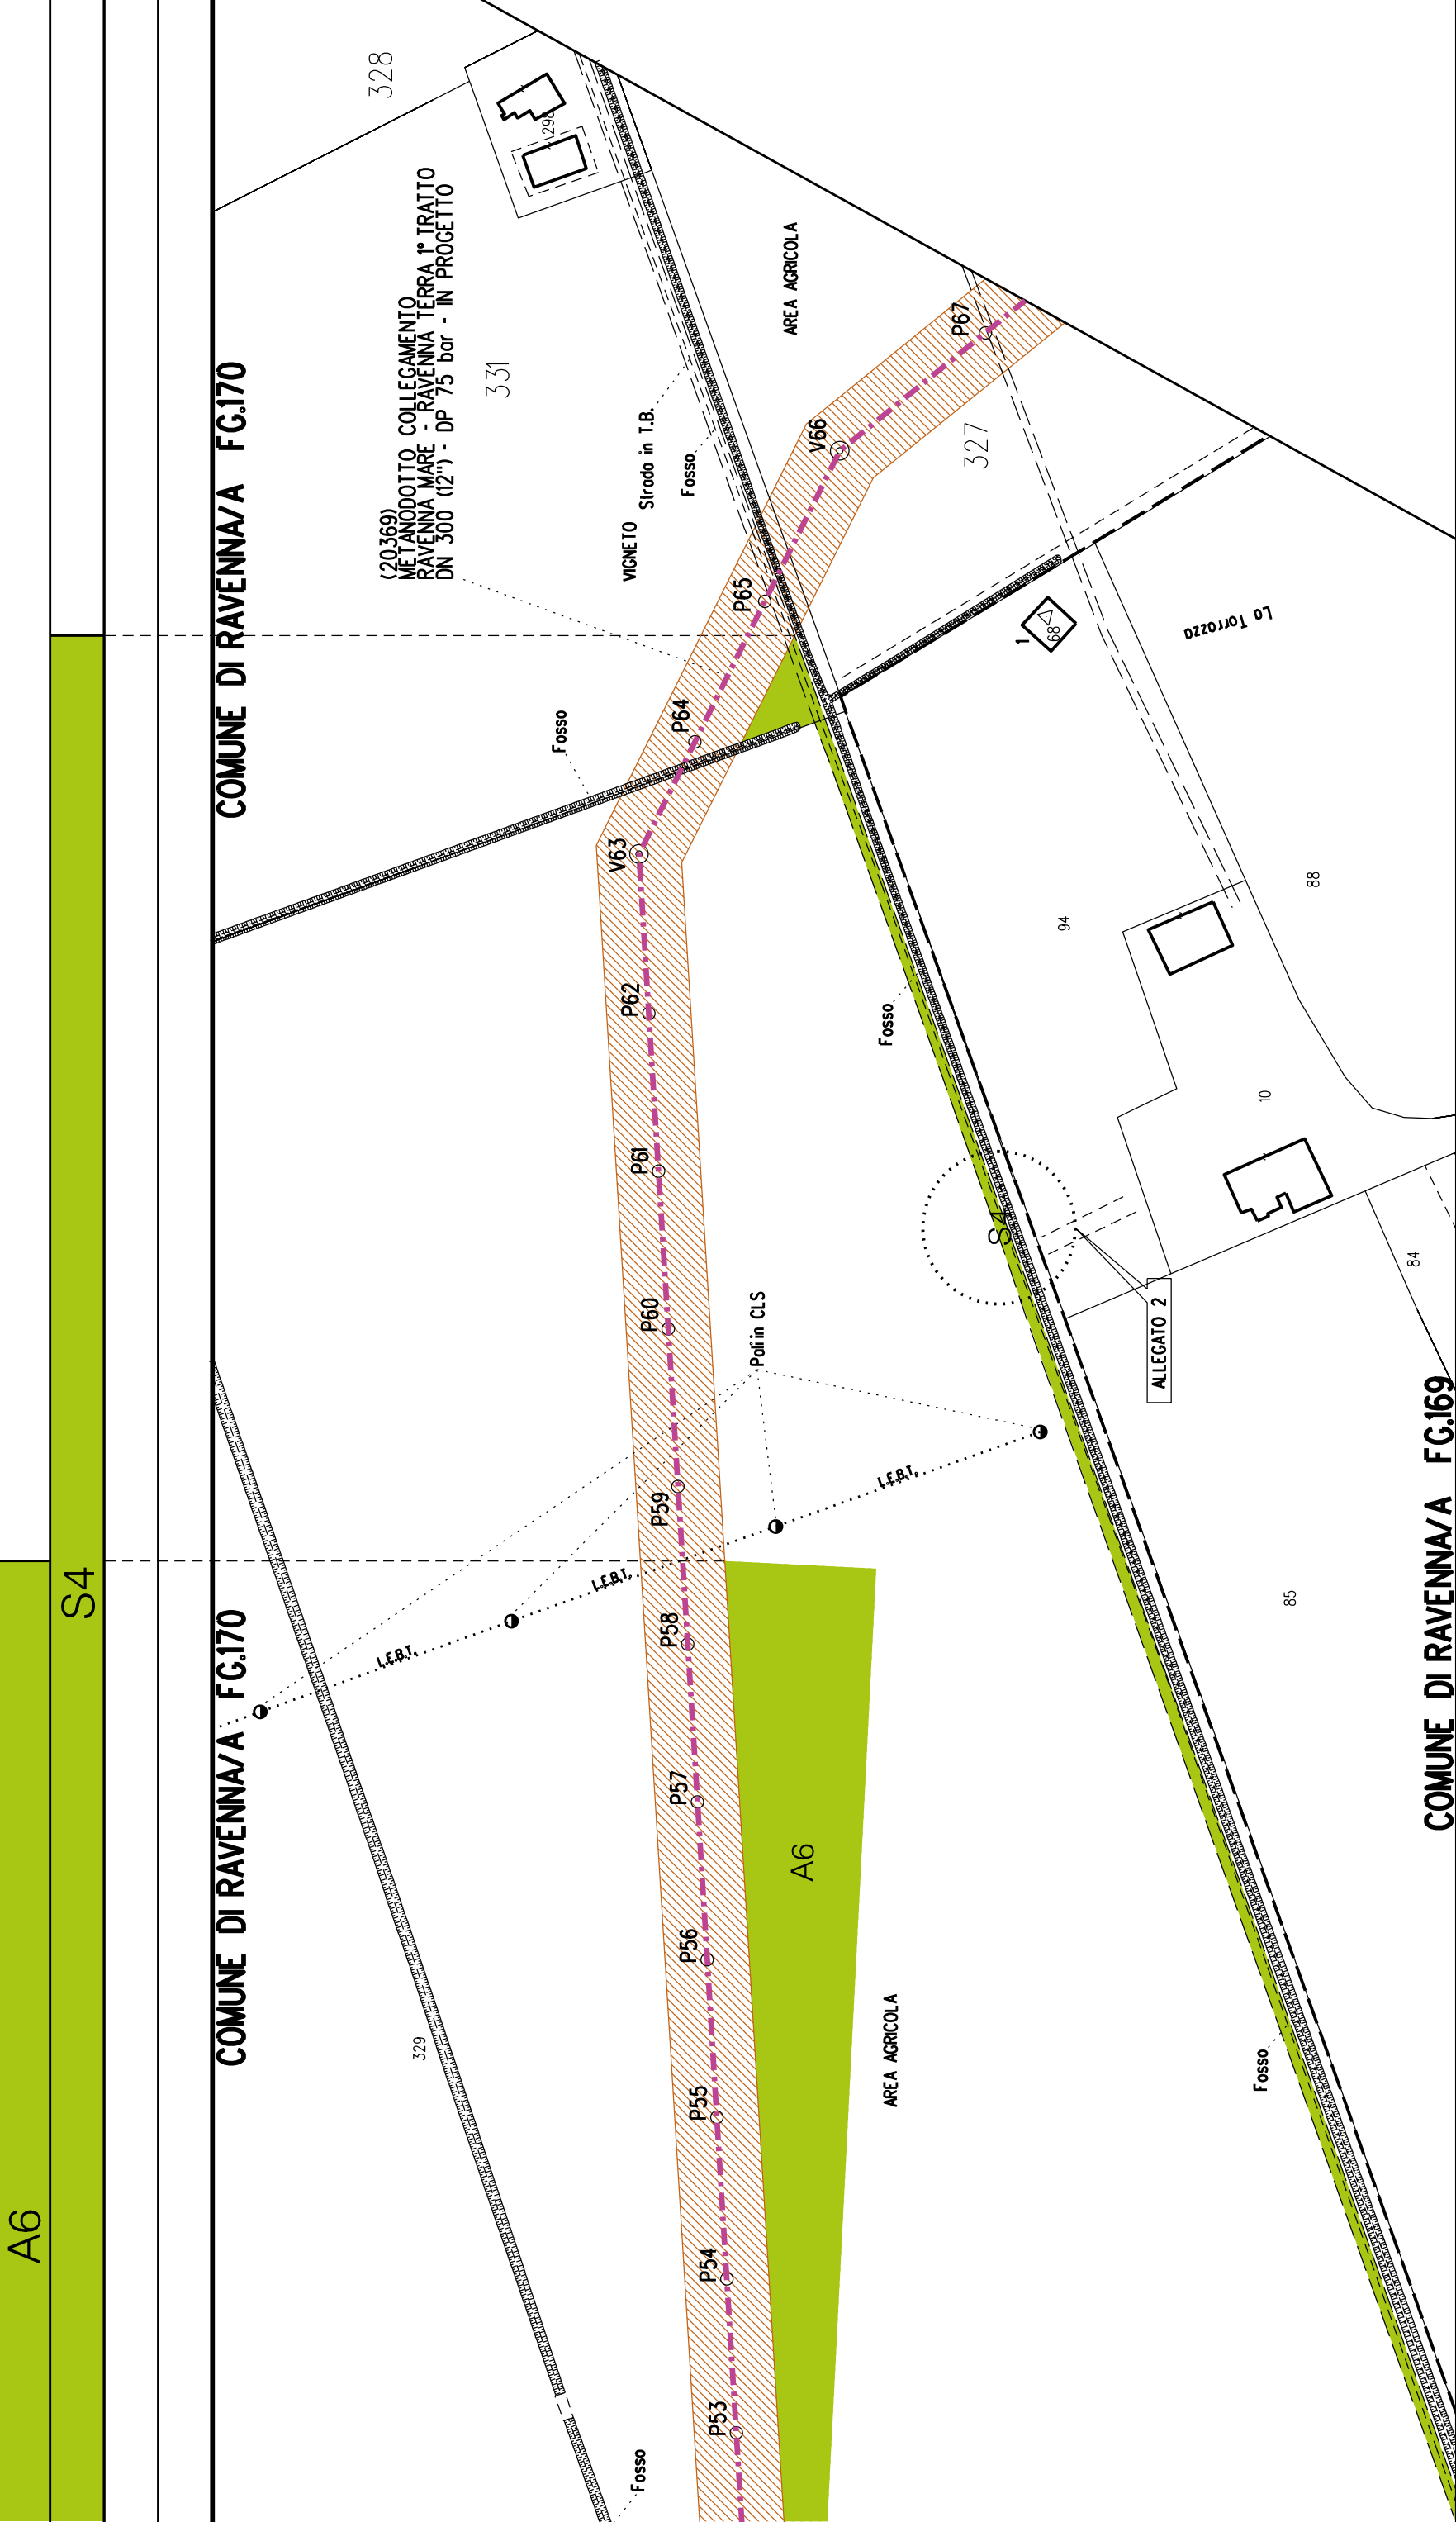 A6
S4
COMUNE DI RAVENNA/A FG.170
COMUNE DI RAVENNA/A FG.170
328
298
(20369)
METANODOTTO COLLEGAMENTO
RAVENNA MARE - RAVENNA TERRA 1° TRATTO
DN 300 (12") - DP 75 bar - IN PROGETTO
331
AREA AGRICOLA
VIGNETO
Strada in T.B.
Fosso
P67
V66
327
P65
P64
Fosso
V63
1
68
La Torrazza
P62
94
88
Fosso
P61
10
S4
84
ALLEGATO 2
P60
Pali in CLS
P59
L.E.B.T.
L.E.B.T.
L.E.B.T.
P58
85
P57
A6
P56
329
AREA AGRICOLA
P55
Fosso
P54
P53
Fosso
COMUNE DI RAVENNA/A FG.169